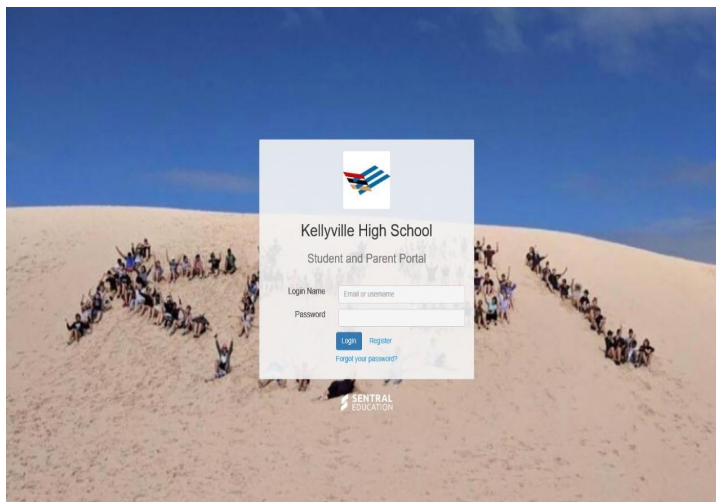 Kellyville High School
Student and Parent Portal
Login Name
Email or username
Password
Login Register
Forgot your password?
SENTRAL
EDUCATION